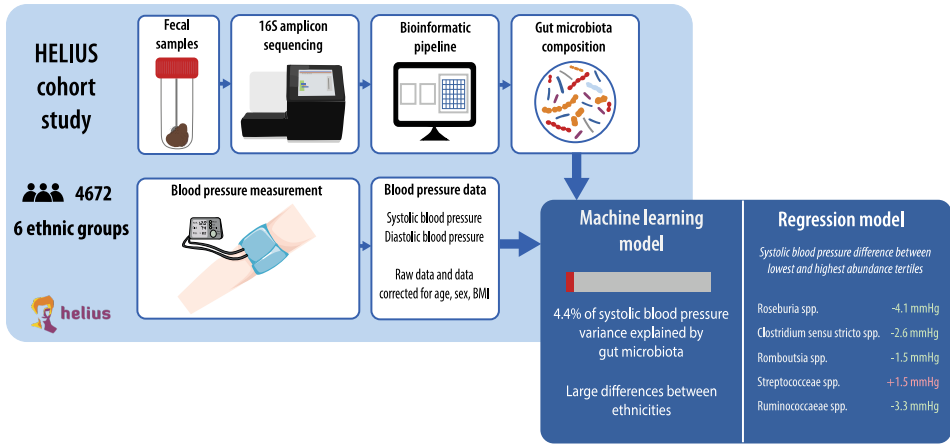 HELIUS
cohort
study
Fecal
samples
16S amplicon
sequencing
Bioinformatic
pipeline
Gut microbiota
composition
4672
6 ethnic groups
helius
Blood pressure measurement
Blood pressure data
Systolic blood pressure
Diastolic blood pressure
Raw data and data
corrected for age, sex, BMI
Machine learning
model
4.4% of systolic blood pressure
variance explained by
gut microbiota
Large differences between
ethnicities
Regression model
Systolic blood pressure difference between
lowest and highest abundance tertiles
Roseburia spp. -4.1 mmHg
Clostridium sensu stricto spp. -2.6 mmHg
Romboutsia spp. -1.5 mmHg
Streptococceae spp. +1.5 mmHg
Ruminococcaeae spp. -3.3 mmHg